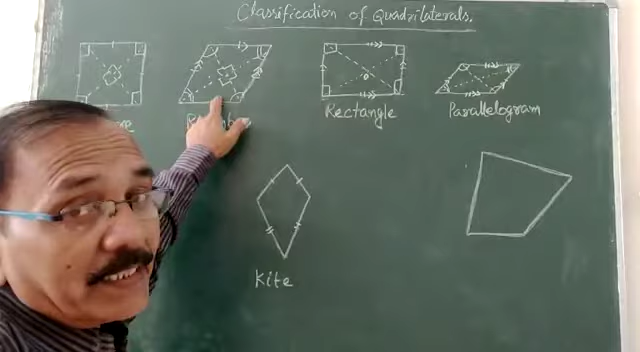 Classification of Quadrilaterals.
Rectangle
Parallelogram
Kite